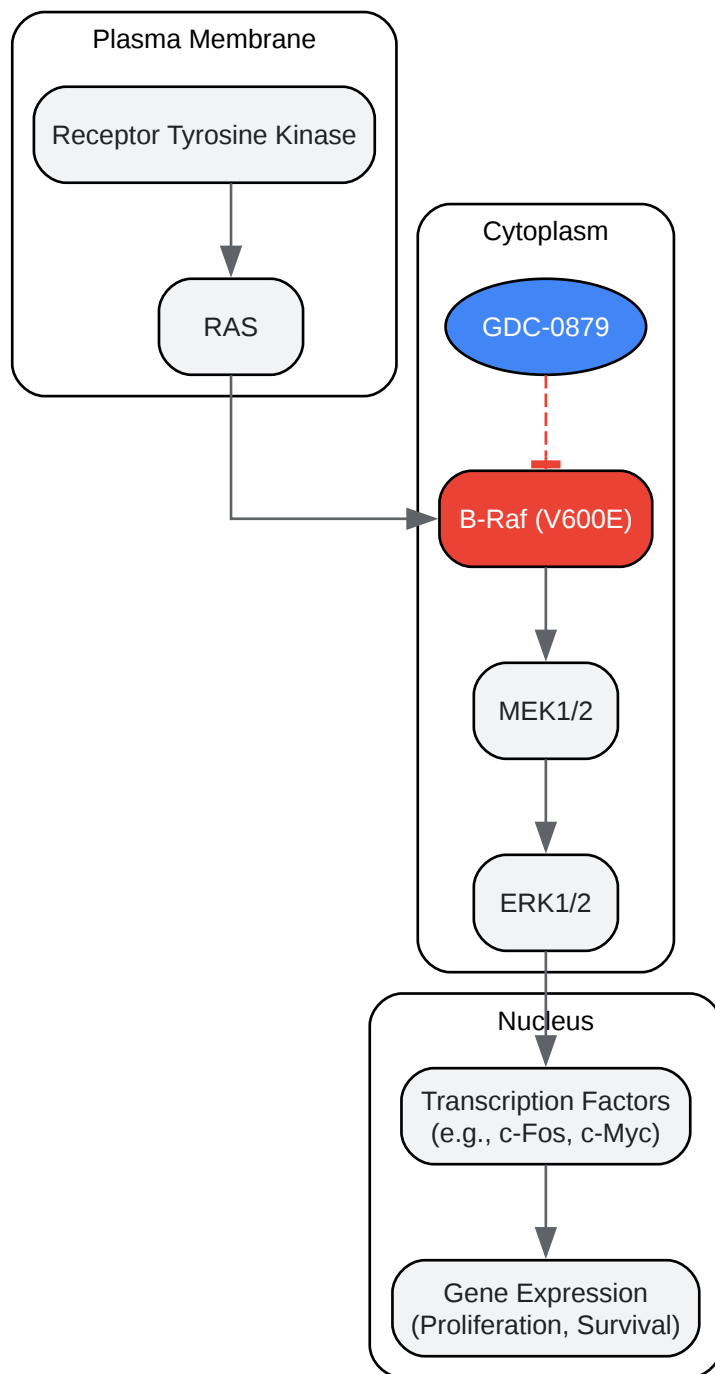 Plasma Membrane
Receptor Tyrosine Kinase
RAS
Cytoplasm
GDC-0879
B-Raf (V600E)
MEK1/2
ERK1/2
Nucleus
Transcription Factors
(e.g., c-Fos, c-Myc)
Gene Expression
(Proliferation, Survival)